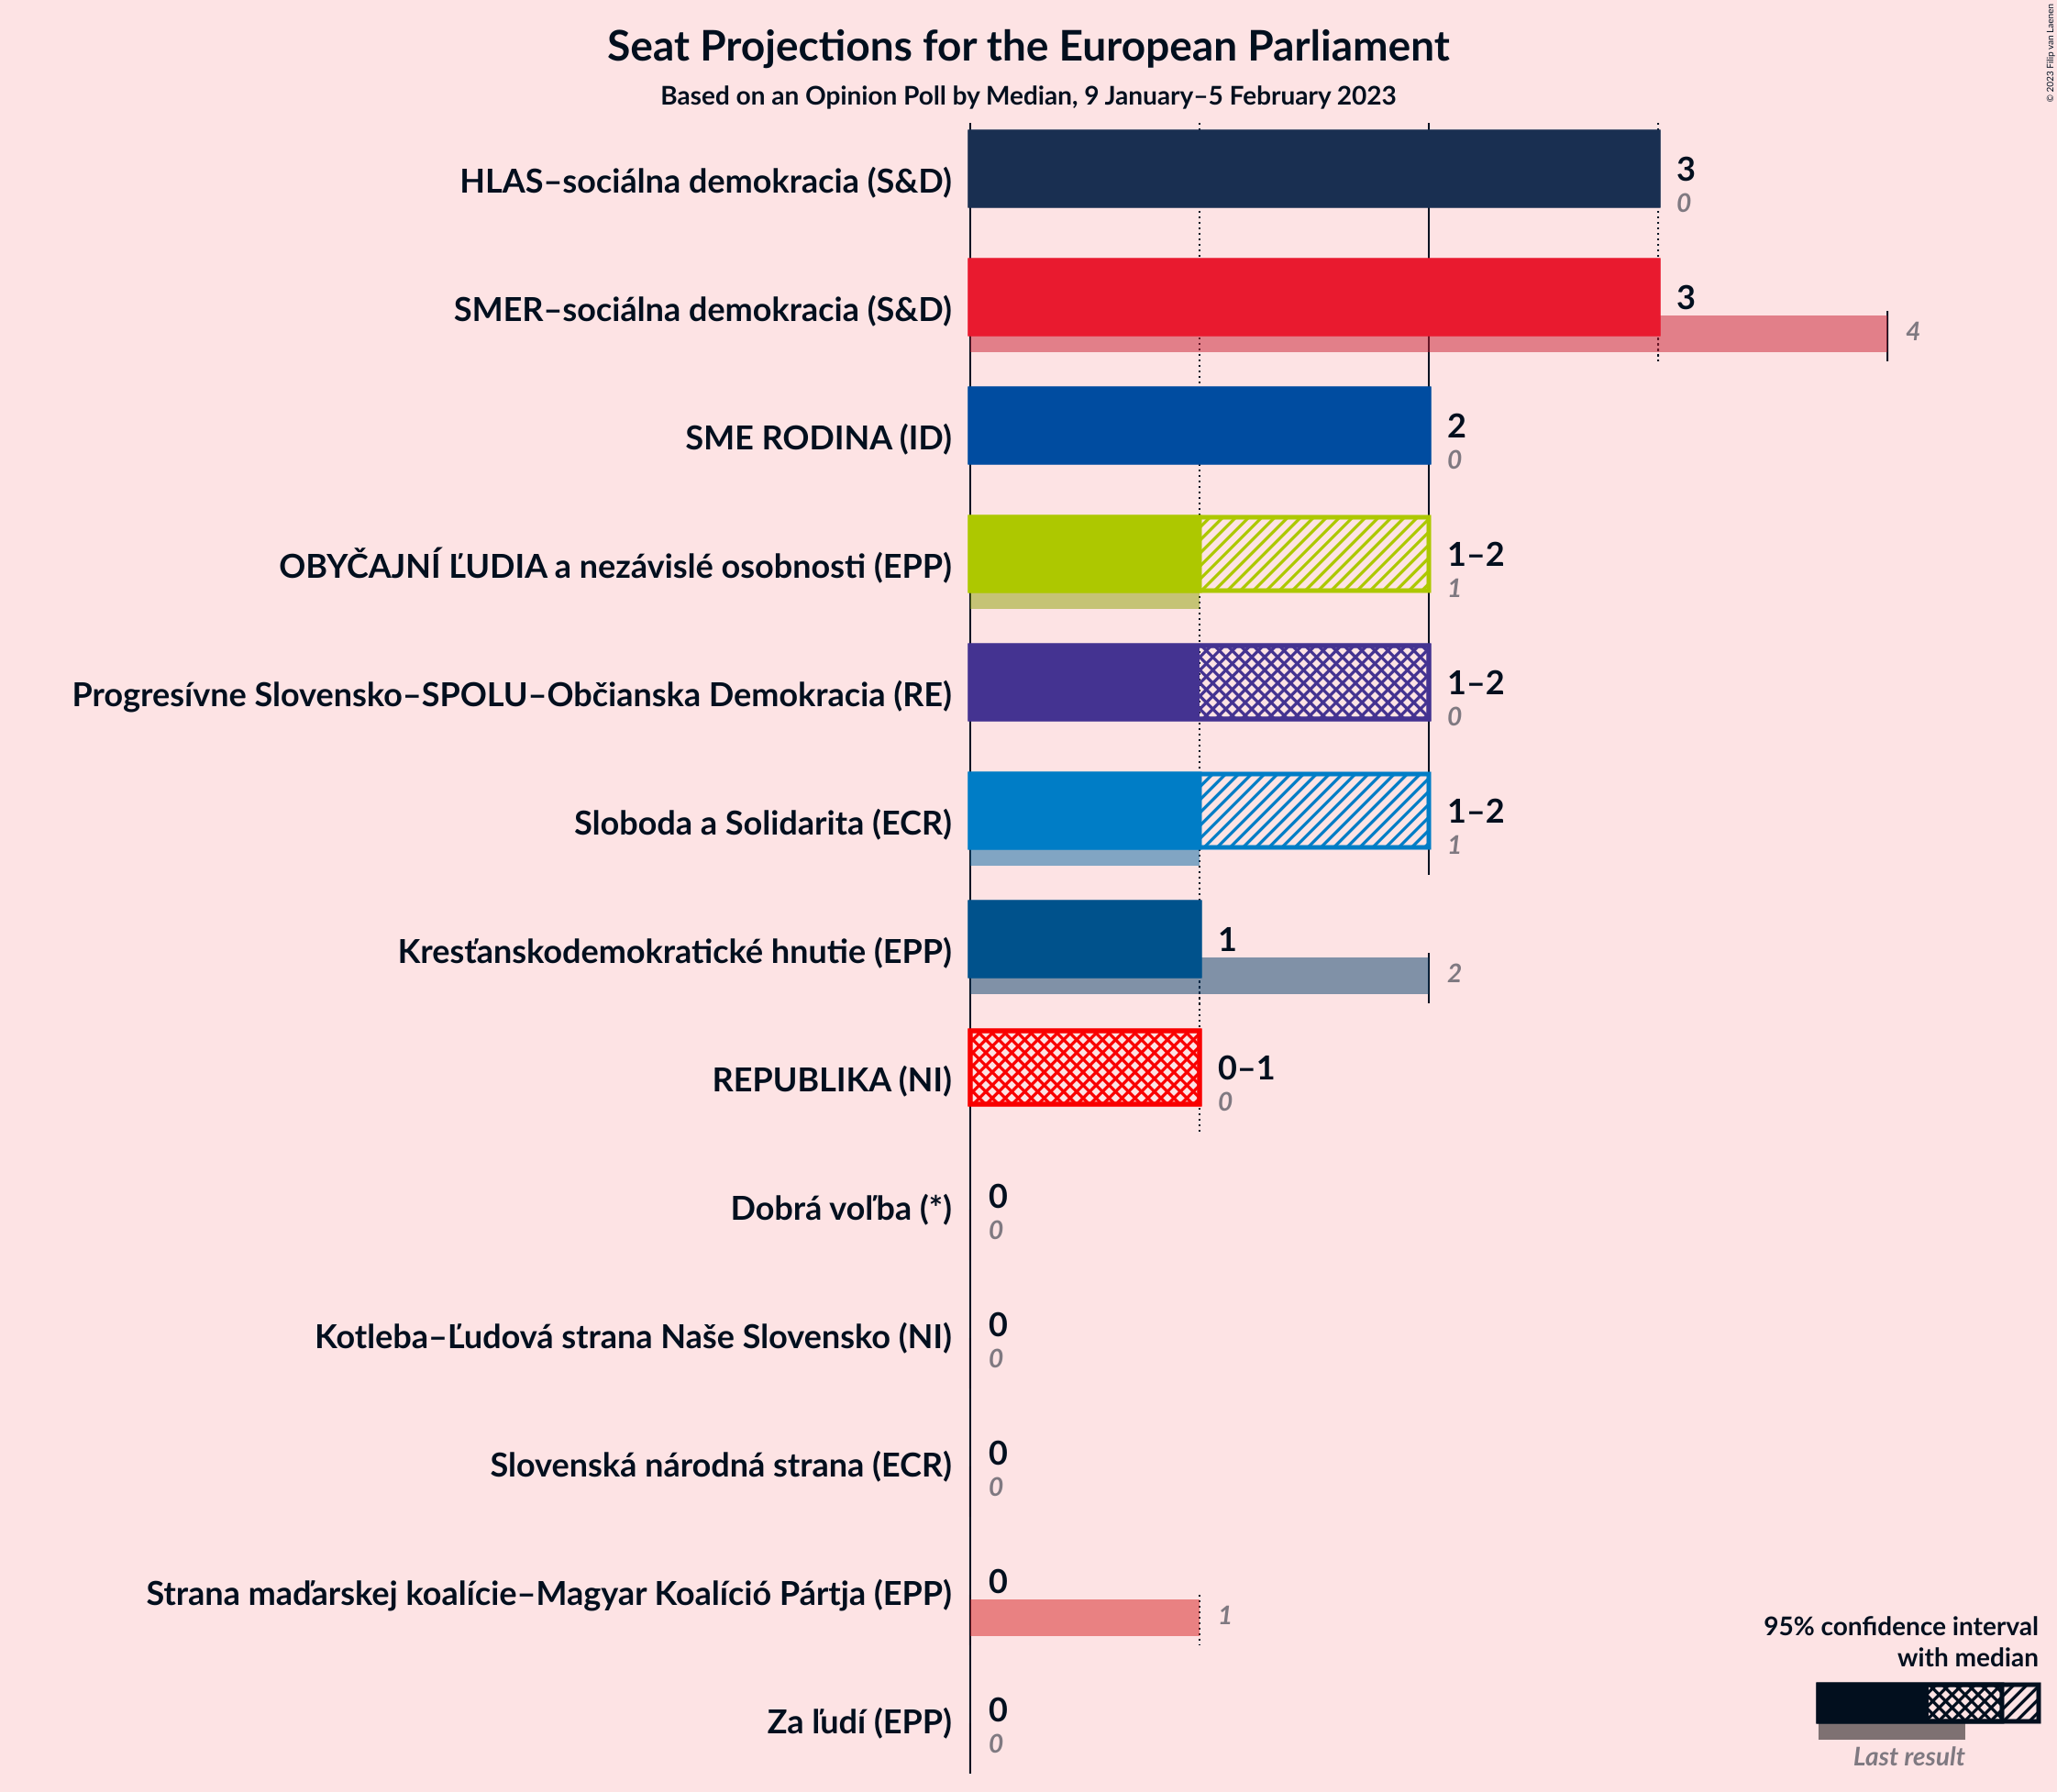 Seat Projections for the European Parliament
Based on an Opinion Poll by Median, 9 January–5 February 2023
© 2023 Filip van Laenen
HLAS–sociálna demokracia (S&D)
3
0
SMER–sociálna demokracia (S&D)
3
4
SME RODINA (ID)
2
0
OBYČAJNÍ ĽUDIA a nezávislé osobnosti (EPP)
1–2
1
Progresívne Slovensko–SPOLU–Občianska Demokracia (RE)
1–2
0
Sloboda a Solidarita (ECR)
1–2
1
Kresťanskodemokratické hnutie (EPP)
1
2
REPUBLIKA (NI)
0–1
0
Dobrá voľba (*)
0
0
Kotleba–Ľudová strana Naše Slovensko (NI)
0
0
Slovenská národná strana (ECR)
0
0
Strana maďarskej koalície–Magyar Koalíció Pártja (EPP)
0
1
Za ľudí (EPP)
0
0
95% confidence interval
with median
Last result